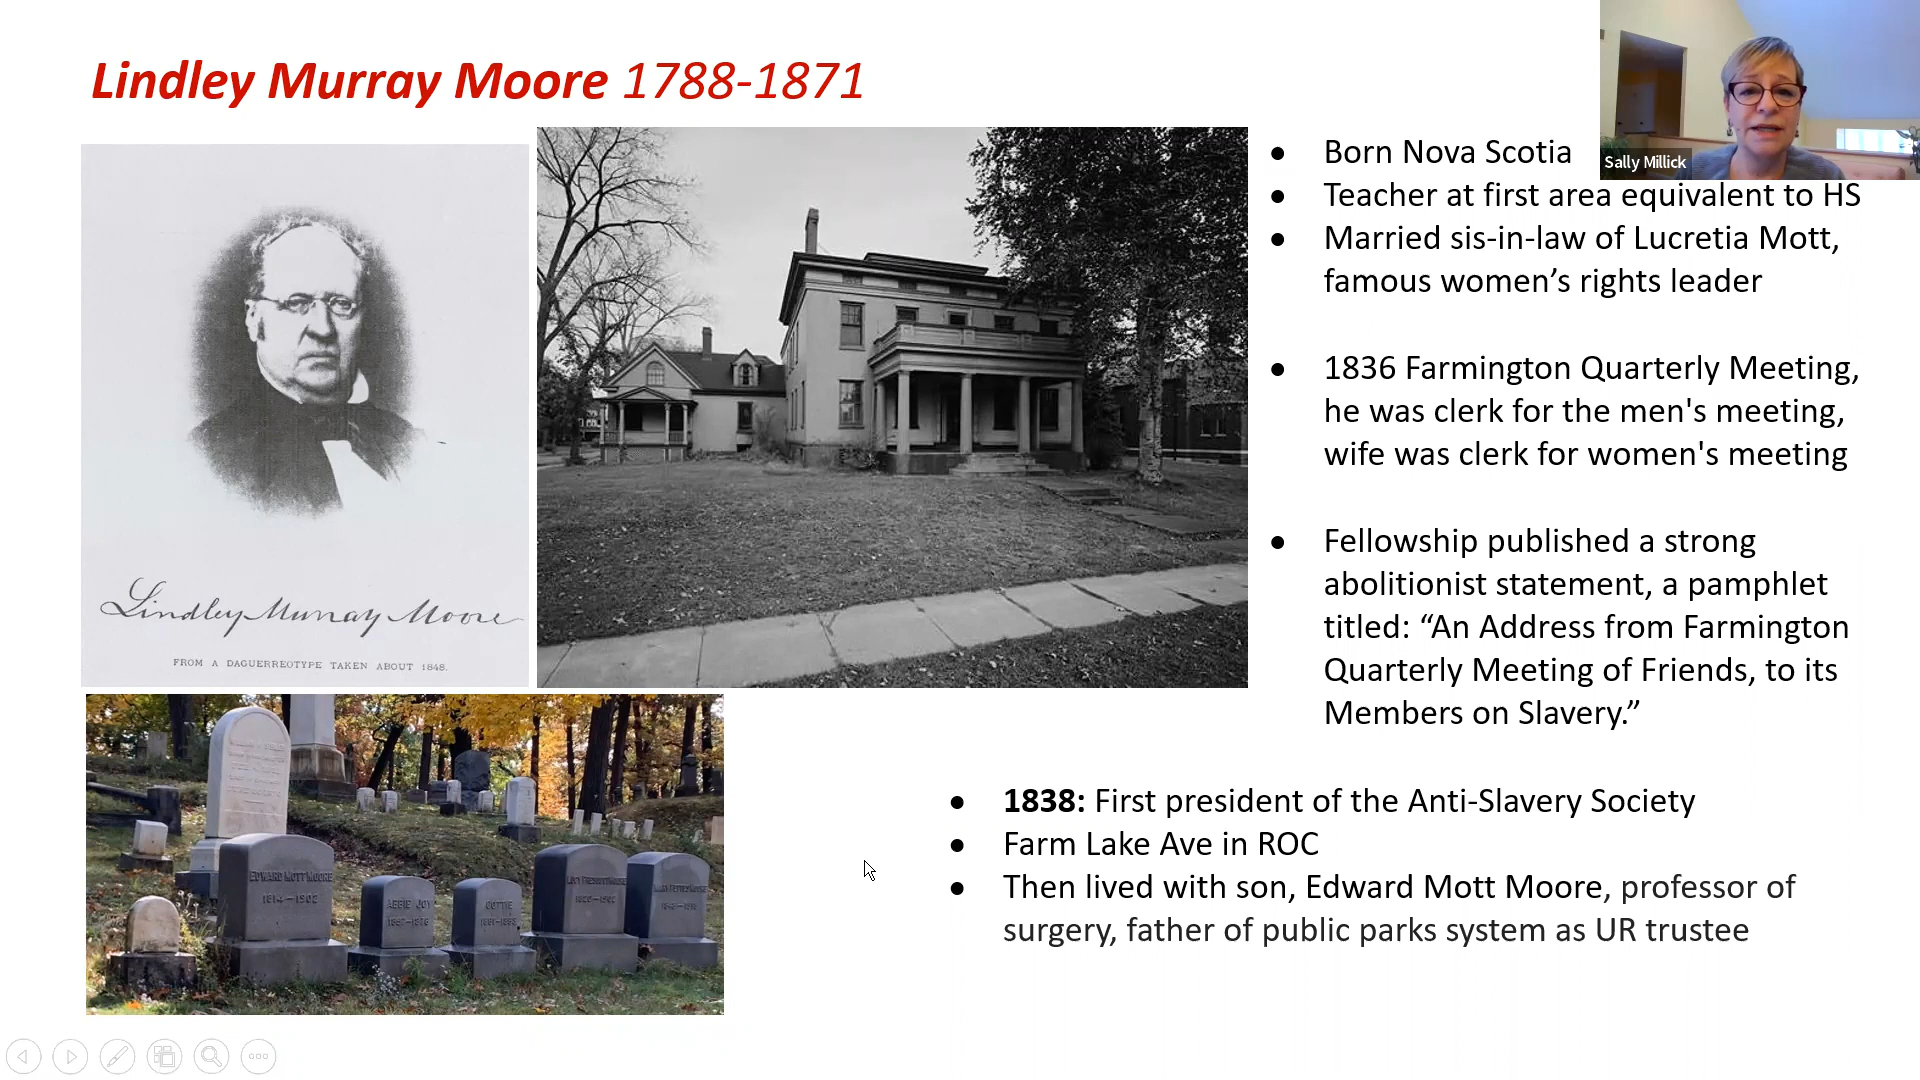 Lindley Murray Moore 1788-1871
Sally Millick
Lindley Murray Moore
FROM A DAGUERREOTYPE TAKEN ABOUT 1848.
● Born Nova Scotia
● Teacher at first area equivalent to HS
● Married sis-in-law of Lucretia Mott,
famous women’s rights leader
● 1836 Farmington Quarterly Meeting,
he was clerk for the men's meeting,
wife was clerk for women's meeting
● Fellowship published a strong
abolitionist statement, a pamphlet
titled: “An Address from Farmington
Quarterly Meeting of Friends, to its
Members on Slavery.”
EDWARD MOTT MOORE
1814–1902
ABBIE JOY
● 1838: First president of the Anti-Slavery Society
● Farm Lake Ave in ROC
● Then lived with son, Edward Mott Moore, professor of
surgery, father of public parks system as UR trustee